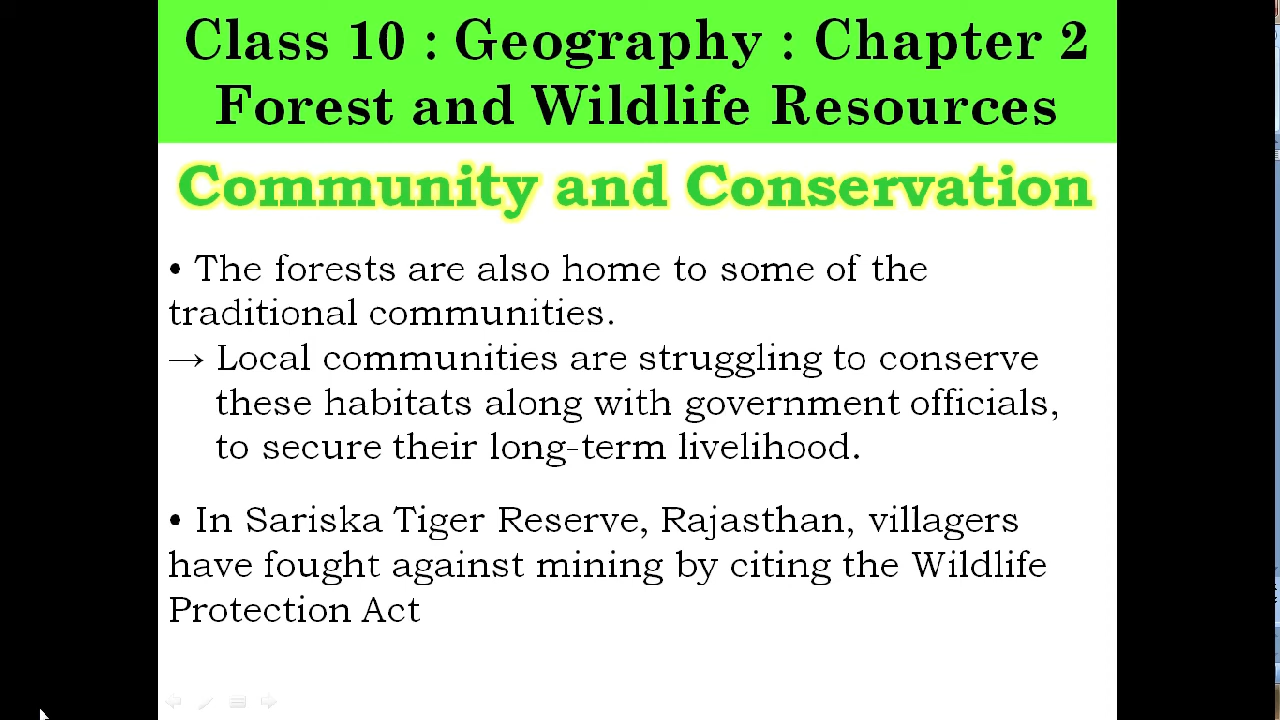 Class 10 : Geography : Chapter 2
Forest and Wildlife Resources
Community and Conservation
• The forests are also home to some of the
traditional communities.
→ Local communities are struggling to conserve
these habitats along with government officials,
to secure their long-term livelihood.
• In Sariska Tiger Reserve, Rajasthan, villagers
have fought against mining by citing the Wildlife
Protection Act